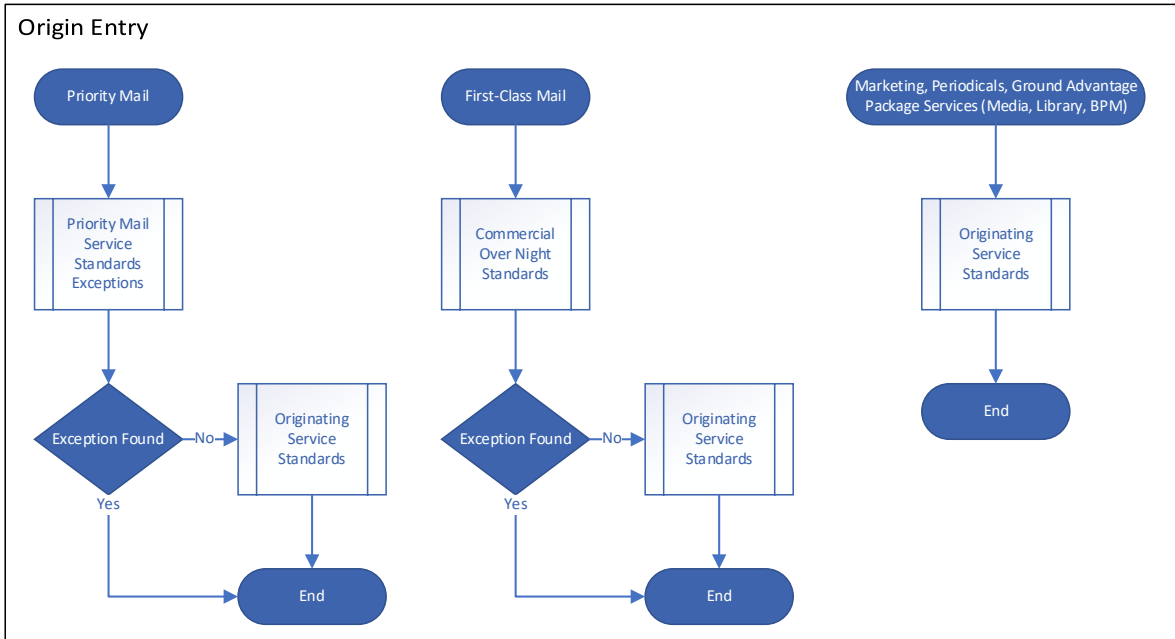 Origin Entry
Priority Mail
Priority Mail
Service
Standards
Exceptions
Exception Found
No
Yes
Originating
Service
Standards
End
First-Class Mail
Commercial
Over Night
Standards
Exception Found
No
Yes
Originating
Service
Standards
End
Marketing, Periodicals, Ground Advantage
Package Services (Media, Library, BPM)
Originating
Service
Standards
End